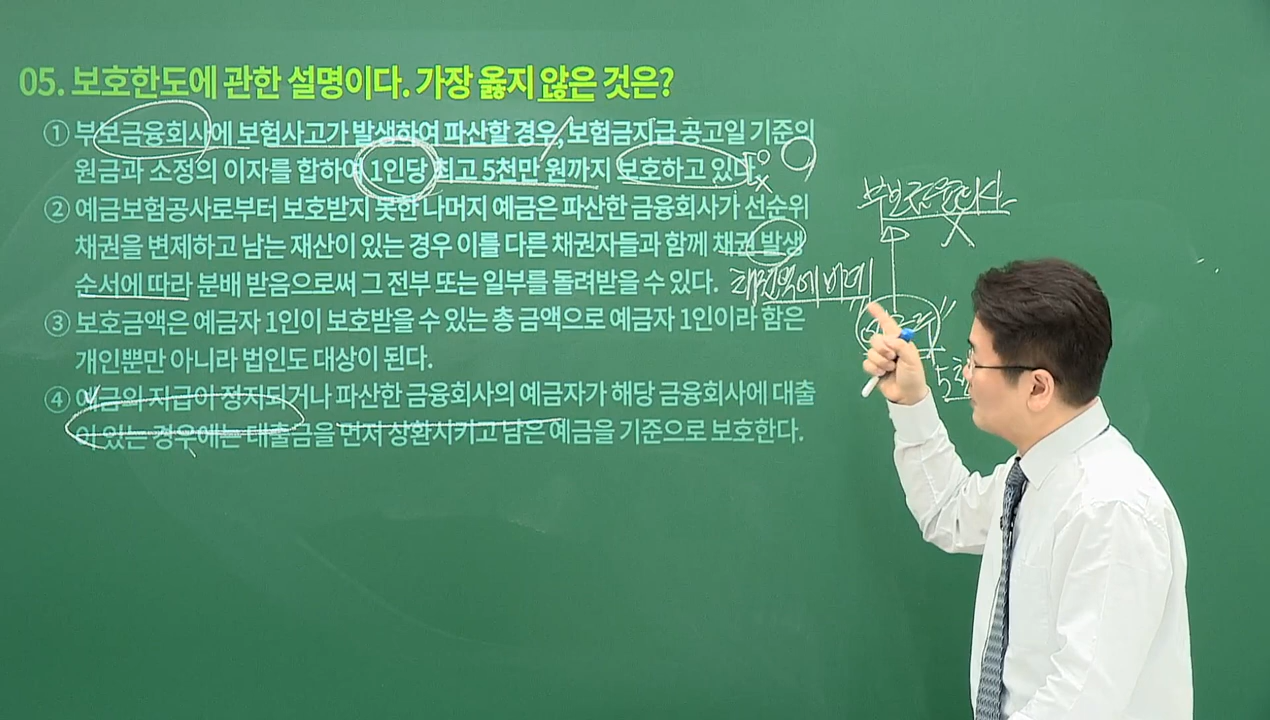 05. 보호한도에 관한 설명이다. 가장 옳지 않은 것은?
① 부보금융회사에 보험사고가 발생하여 파산할 경우, 보험금지급 공고일 기준의
원금과 소정의 이자를 합하여 1인당 최고 5천만 원까지 보호하고 있다.
② 예금보험공사로부터 보호받지 못한 나머지 예금은 파산한 금융회사가 선순위
채권을 변제하고 남는 재산이 있는 경우 이를 다른 채권자들과 함께 채권 발생
순서에 따라 분배 받음으로써 그 전부 또는 일부를 돌려받을 수 있다.
③ 보호금액은 예금자 1인이 보호받을 수 있는 총 금액으로 예금자 1인이라 함은
개인뿐만 아니라 법인도 대상이 된다.
④ 예금의 지급이 정지되거나 파산한 금융회사의 예금자가 해당 금융회사에 대출
이 있는 경우에는 대출금을 먼저 상환시키고 남은 예금을 기준으로 보호한다.
부보금융회사
채권액에 비례